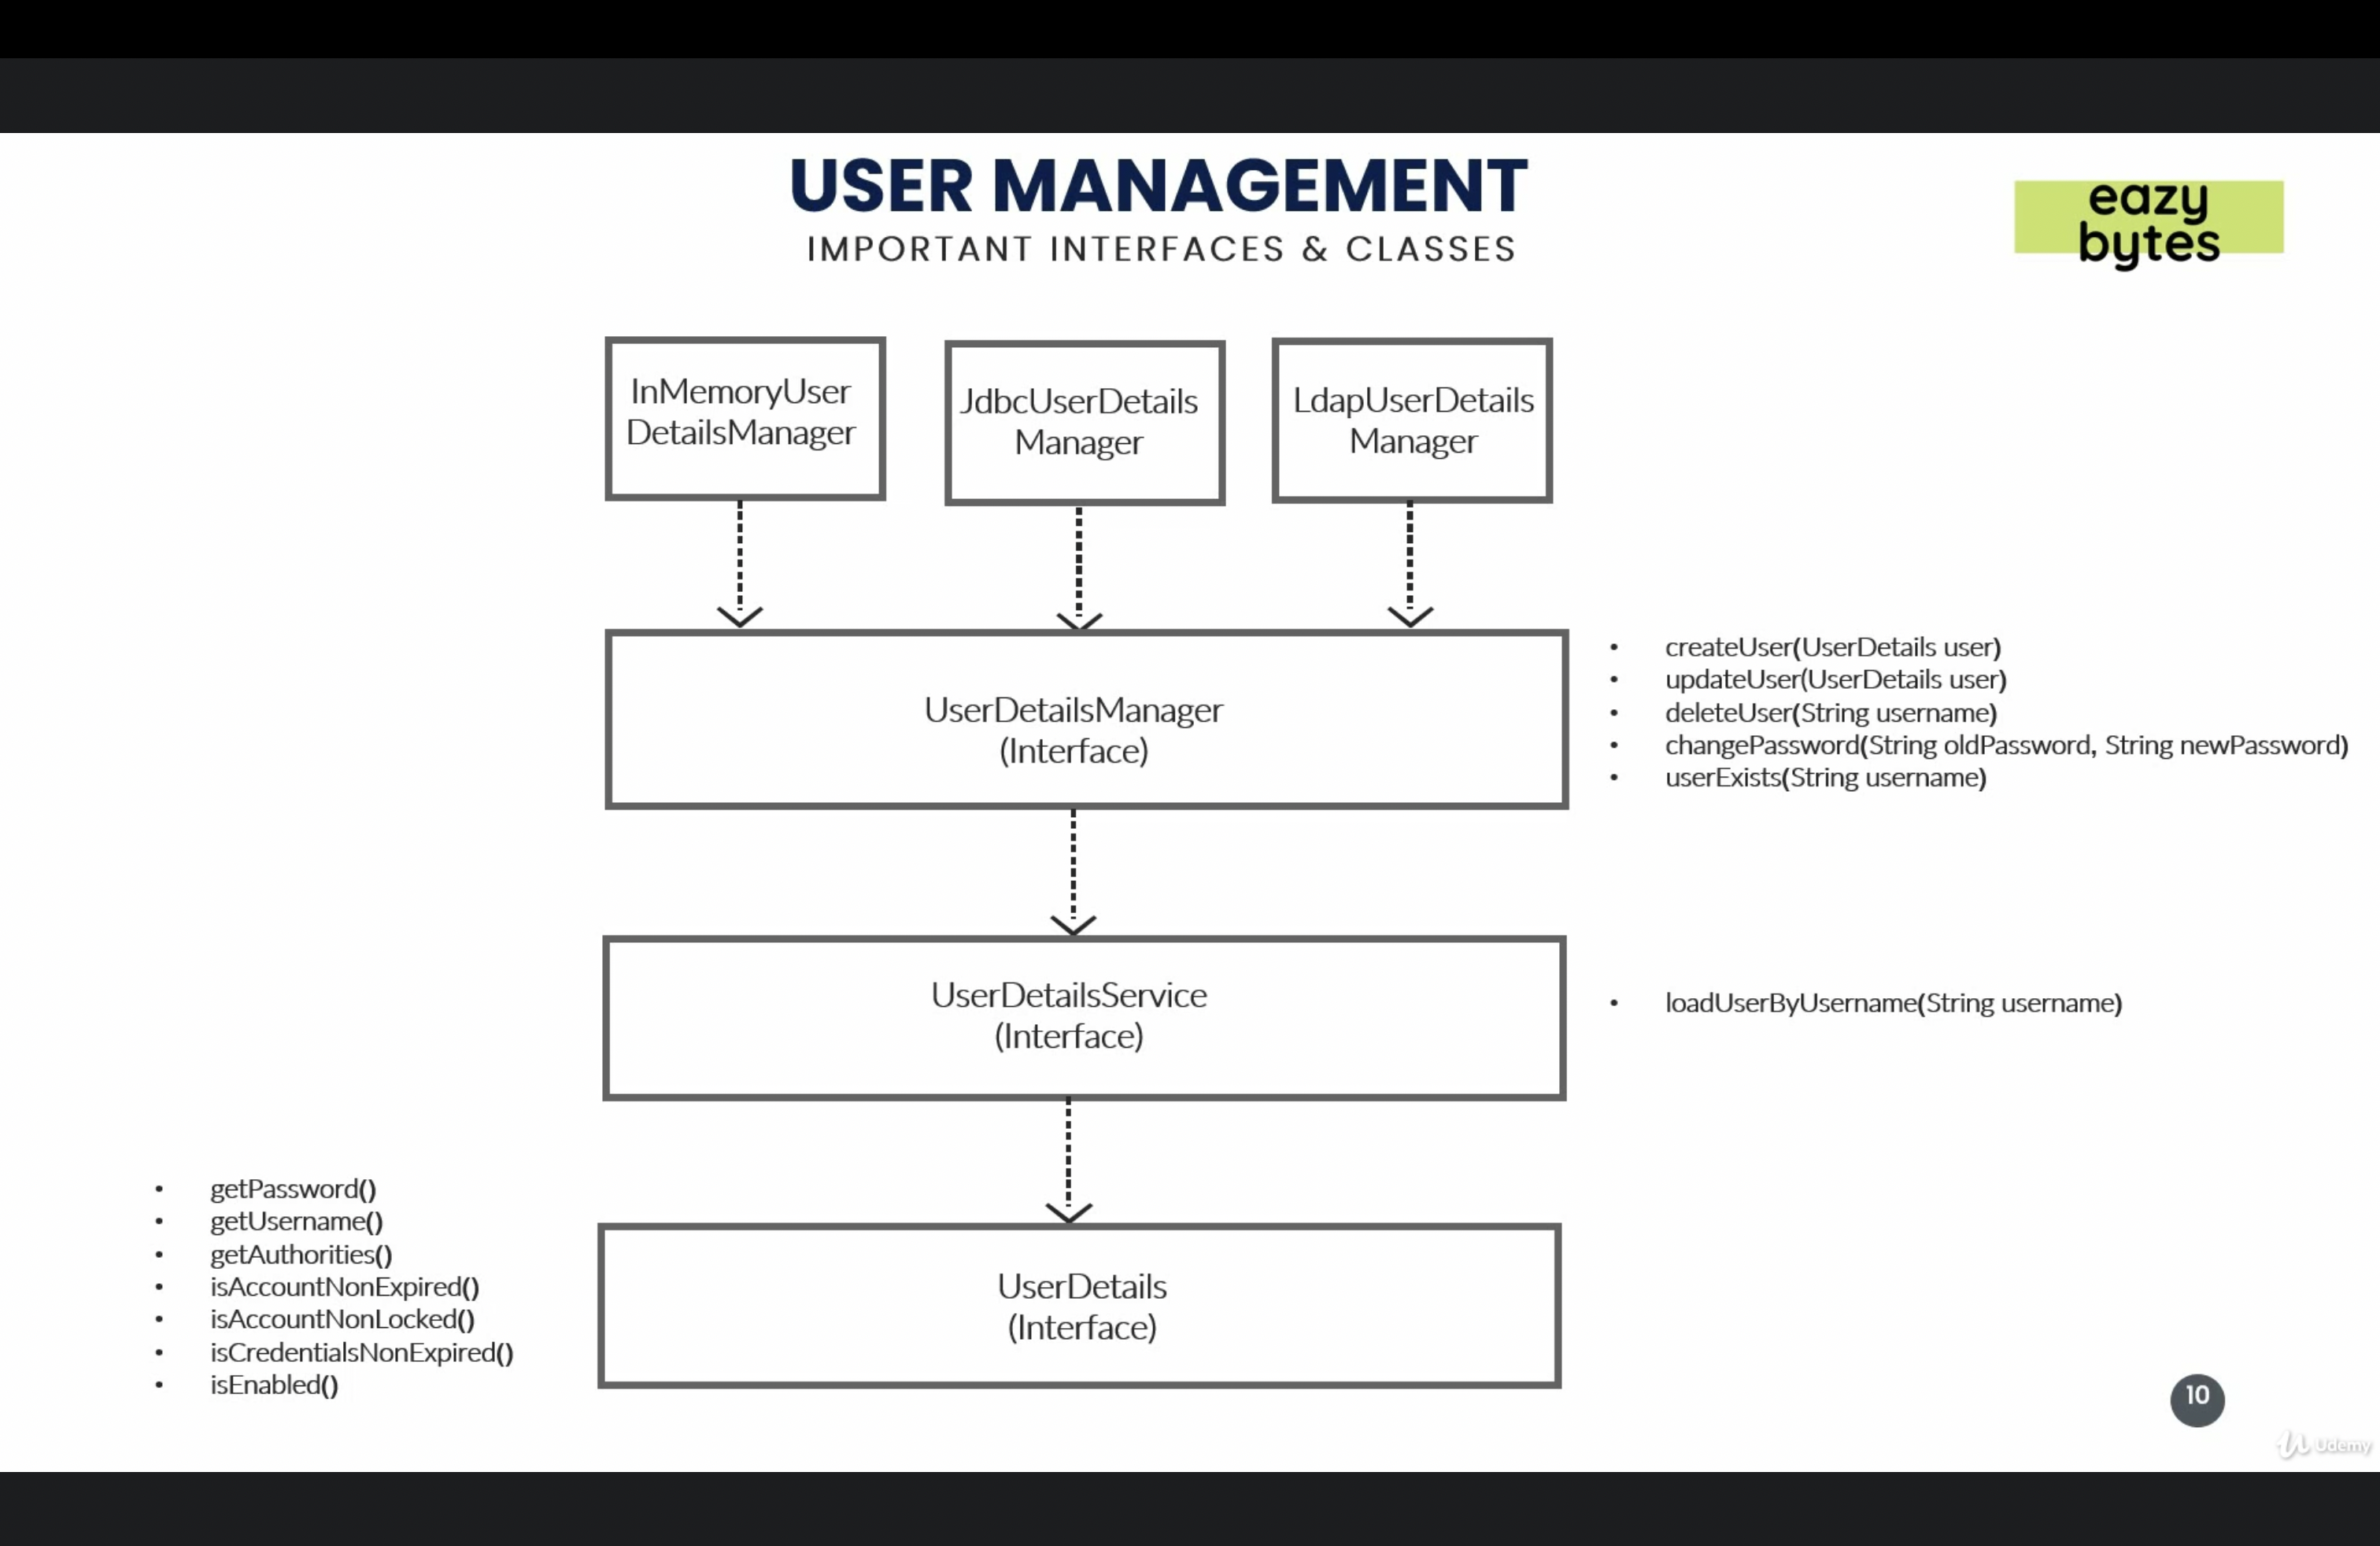 USER MANAGEMENT
IMPORTANT INTERFACES & CLASSES
eazy
bytes
InMemoryUser
DetailsManager
JdbcUserDetails
Manager
LdapUserDetails
Manager
UserDetailsManager
(Interface)
• createUser(UserDetails user)
• updateUser(UserDetails user)
• deleteUser(String username)
• changePassword(String oldPassword, String newPassword)
• userExists(String username)
UserDetailsService
(Interface)
• loadUserByUsername(String username)
• getPassword()
• getUsername()
• getAuthorities()
• isAccountNonExpired()
• isAccountNonLocked()
• isCredentialsNonExpired()
• isEnabled()
UserDetails
(Interface)
10
Udemy